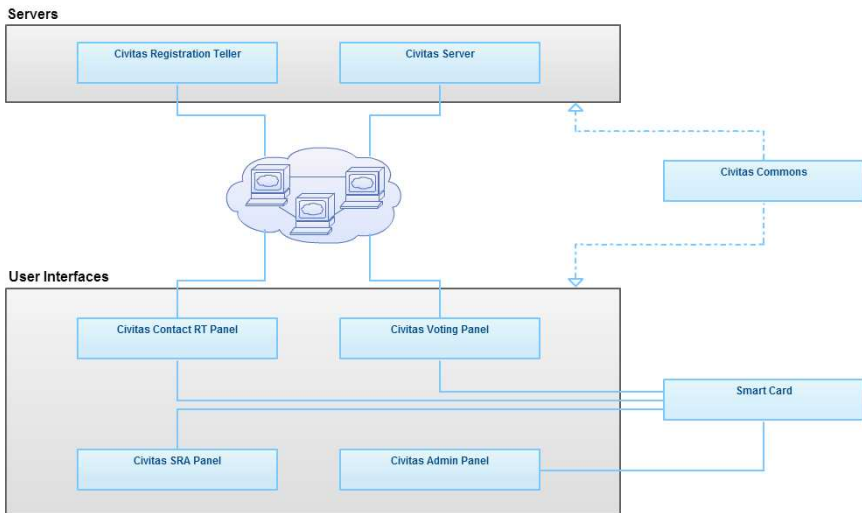 Servers
Civitas Registration Teller
Civitas Server
Civitas Commons
User Interfaces
Civitas Contact RT Panel
Civitas Voting Panel
Smart Card
Civitas SRA Panel
Civitas Admin Panel